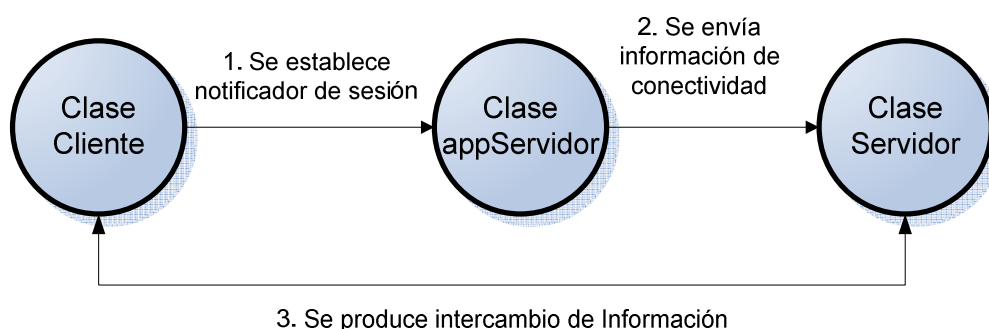 Clase
Cliente
1. Se establece
notificador de sesión
Clase
appServidor
2. Se envía
información de
conectividad
Clase
Servidor
3. Se produce intercambio de Información